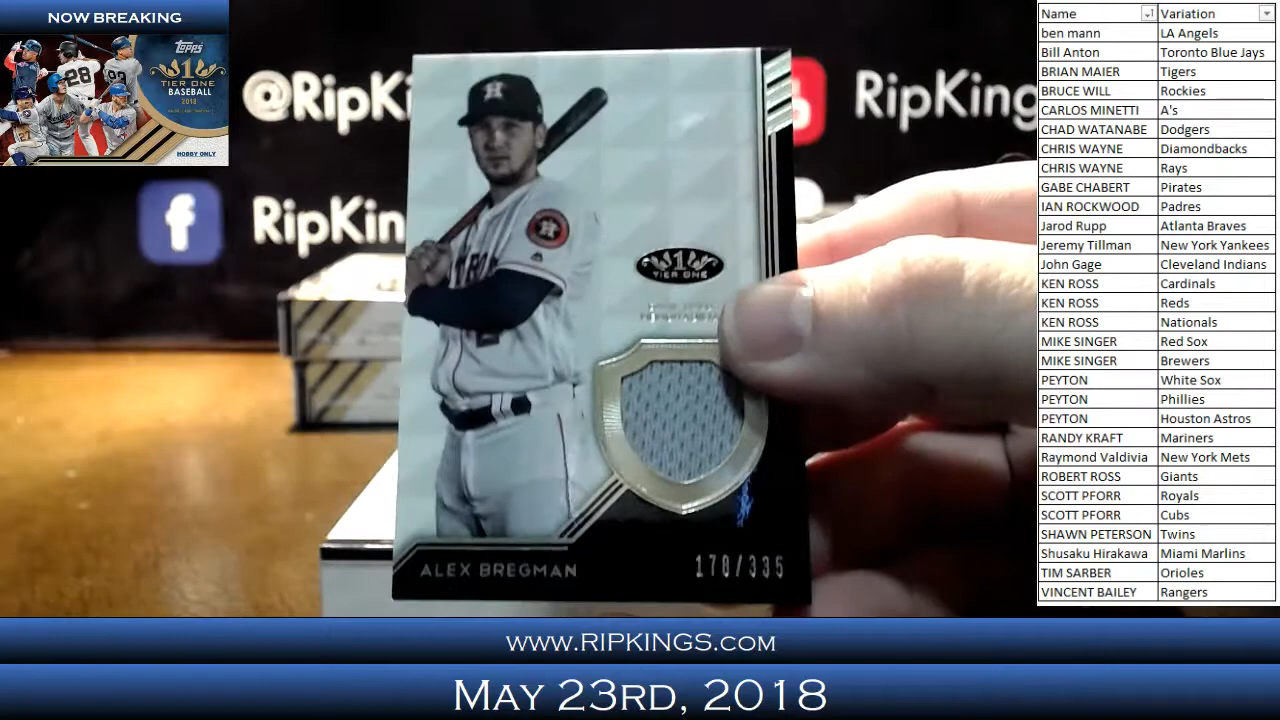 NOW BREAKING
Topps
1
TIER ONE
BASEBALL
2018
HOBBY ONLY
@RipK
RipKing
RipKin
H
H
1
TIER ONE
ALEX BREGMAN
178/335
Name Variation
ben mann LA Angels
Bill Anton Toronto Blue Jays
BRIAN MAIER Tigers
BRUCE WILL Rockies
CARLOS MINETTI A's
CHAD WATANABE Dodgers
CHRIS WAYNE Diamondbacks
CHRIS WAYNE Rays
GABE CHABERT Pirates
IAN ROCKWOOD Padres
Jarod Rupp Atlanta Braves
Jeremy Tillman New York Yankees
John Gage Cleveland Indians
KEN ROSS Cardinals
KEN ROSS Reds
KEN ROSS Nationals
MIKE SINGER Red Sox
MIKE SINGER Brewers
PEYTON White Sox
PEYTON Phillies
PEYTON Houston Astros
RANDY KRAFT Mariners
Raymond Valdivia New York Mets
ROBERT ROSS Giants
SCOTT PFORR Royals
SCOTT PFORR Cubs
SHAWN PETERSON Twins
Shusaku Hirakawa Miami Marlins
TIM SARBER Orioles
VINCENT BAILEY Rangers
www.RIPKINGS.com
May 23rd, 2018